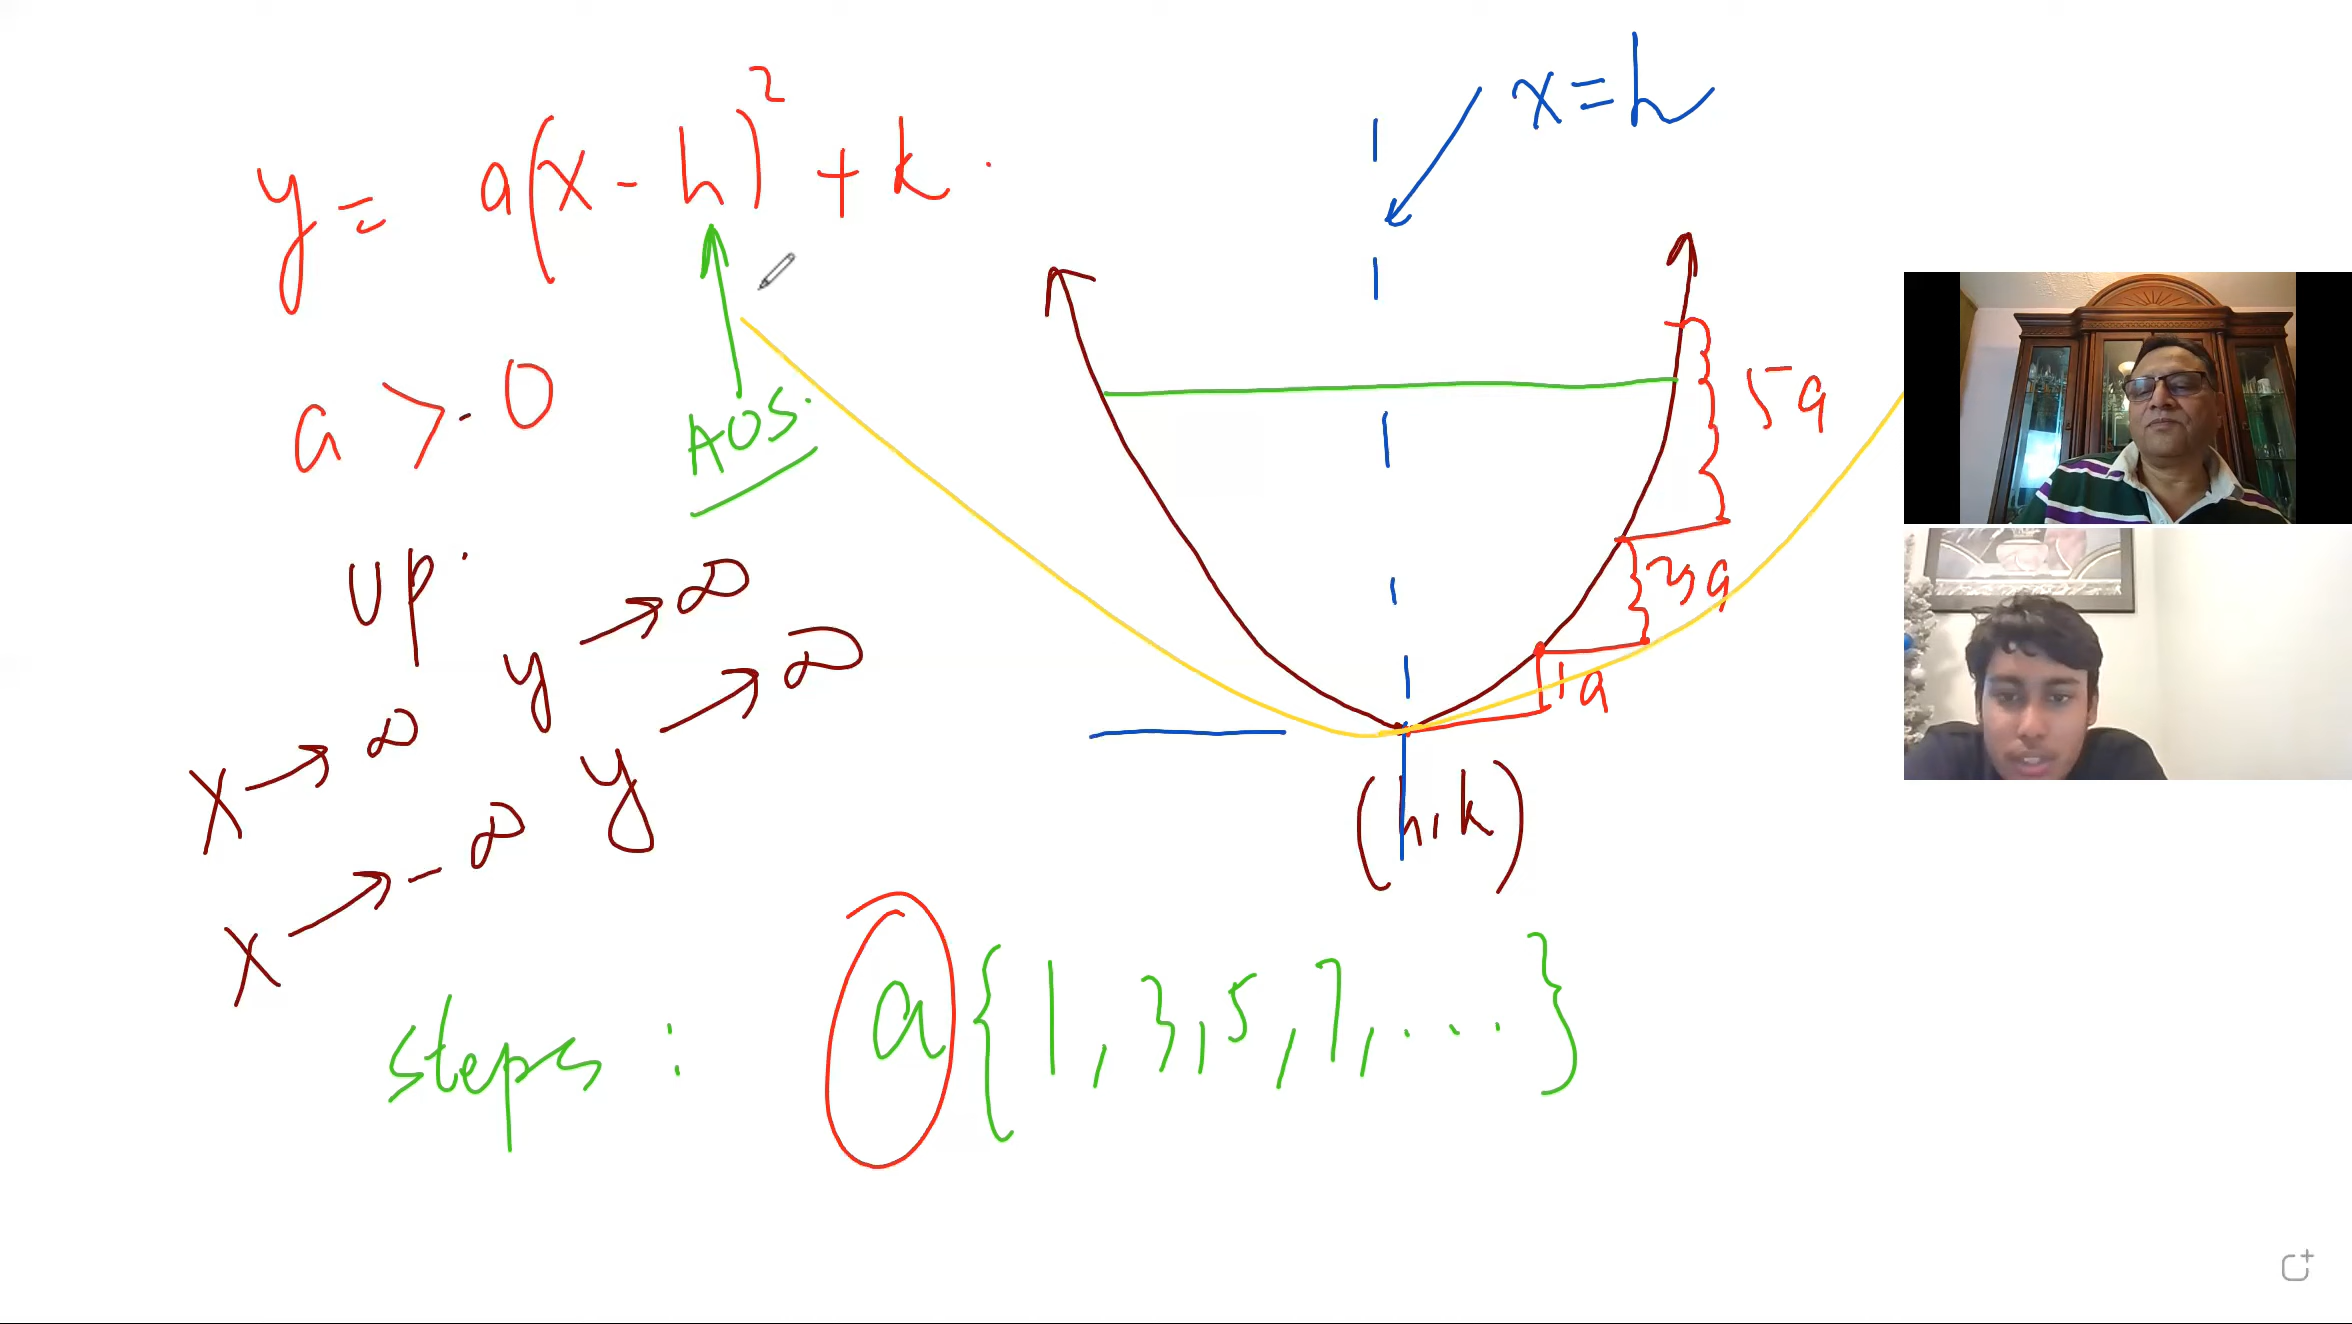 y = a(x - h)² + k.
x = h
a > 0
AOS.
5a
3a
1a
UP.
x → ∞ y → ∞
x → -∞ y → ∞
(h, k)
steps : a {1, 3, 5, 7, ....}